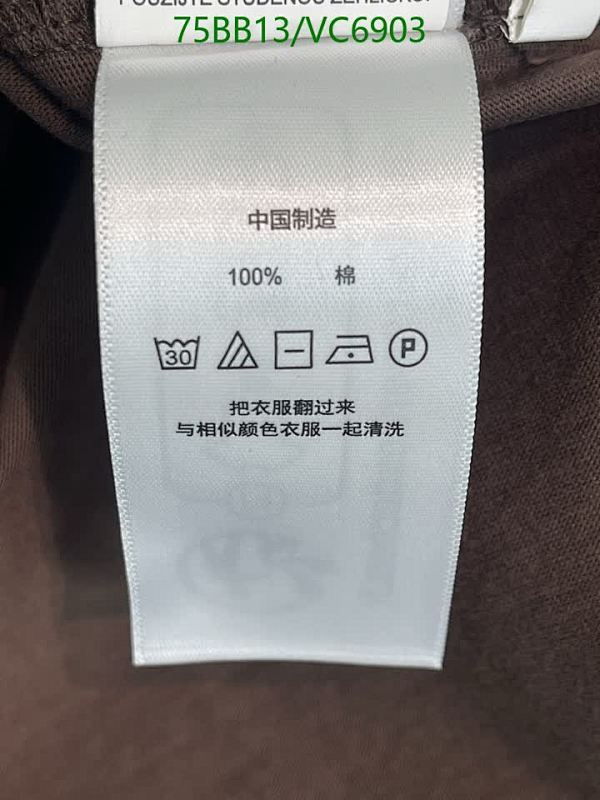 75BB13/VC6903
中国制造
100% 棉
30 P
把衣服翻过来
与相似颜色衣服一起清洗